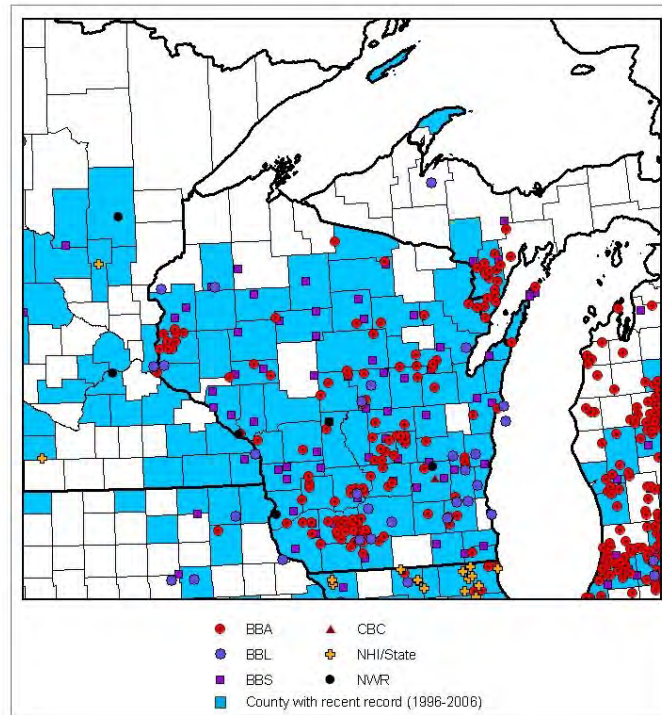 BBA
CBC
BBL
NHI/State
BBS
NWR
County with recent record (1996-2006)